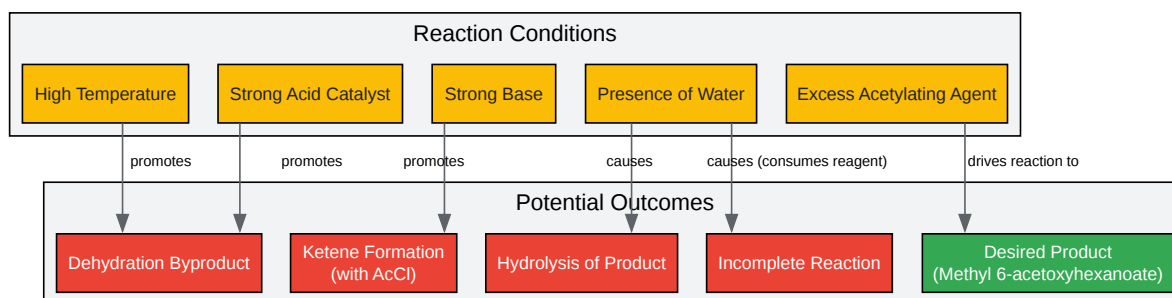 Reaction Conditions
High Temperature
Strong Acid Catalyst
Strong Base
Presence of Water
Excess Acetylating Agent
promotes
promotes
promotes
causes
causes (consumes reagent)
drives reaction to
Potential Outcomes
Dehydration Byproduct
Ketene Formation
(with AcCl)
Hydrolysis of Product
Incomplete Reaction
Desired Product
(Methyl 6-acetoxyhexanoate)